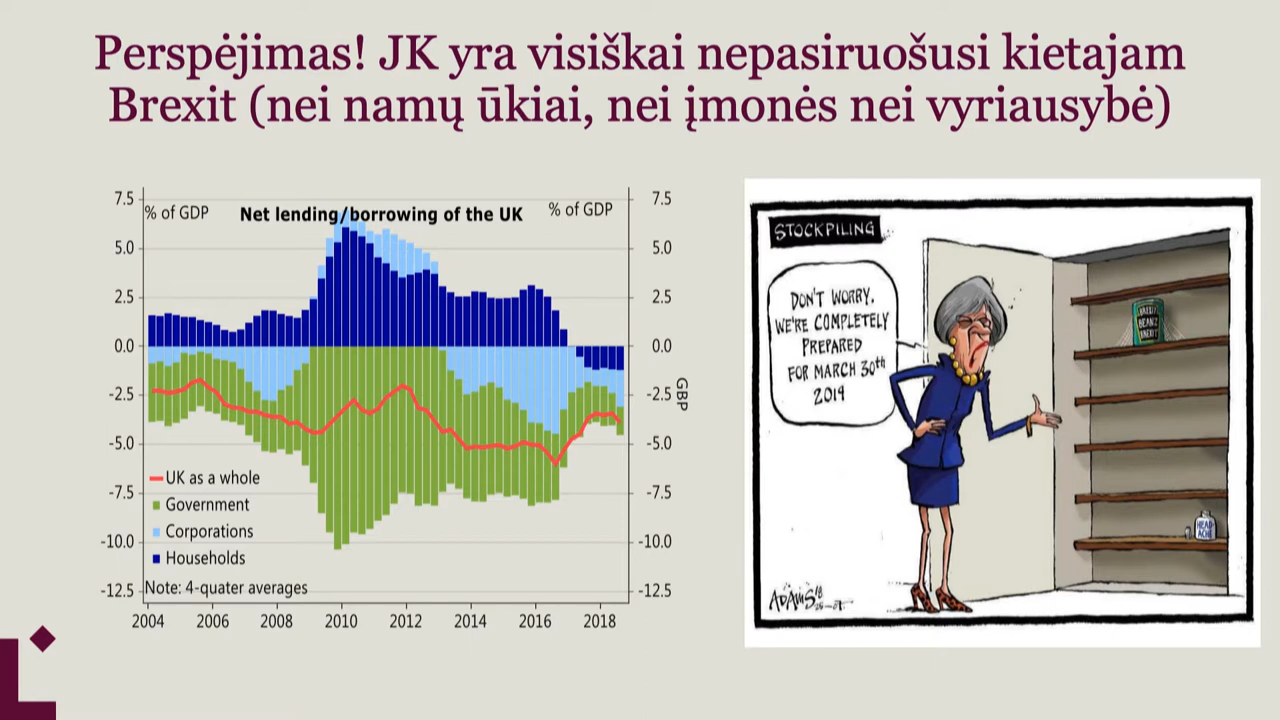 Perspėjimas! JK yra visiškai nepasiruošusi kietajam
Brexit (nei namų ūkiai, nei įmonės nei vyriausybė)
7.5
5.0
2.5
0.0
-2.5
-5.0
-7.5
-10.0
-12.5
% of GDP
Net lending/borrowing of the UK
% of GDP
UK as a whole
Government
Corporations
Households
Note: 4-quater averages
7.5
5.0
2.5
0.0
-2.5
-5.0
-7.5
-10.0
-12.5
GBP
2004 2006 2008 2010 2012 2014 2016 2018
STOCKPILING
DON'T WORRY.
WE'RE COMPLETELY
PREPARED
FOR MARCH 30th
2019
BEANZ
HEAD
ACHE
ADAMS